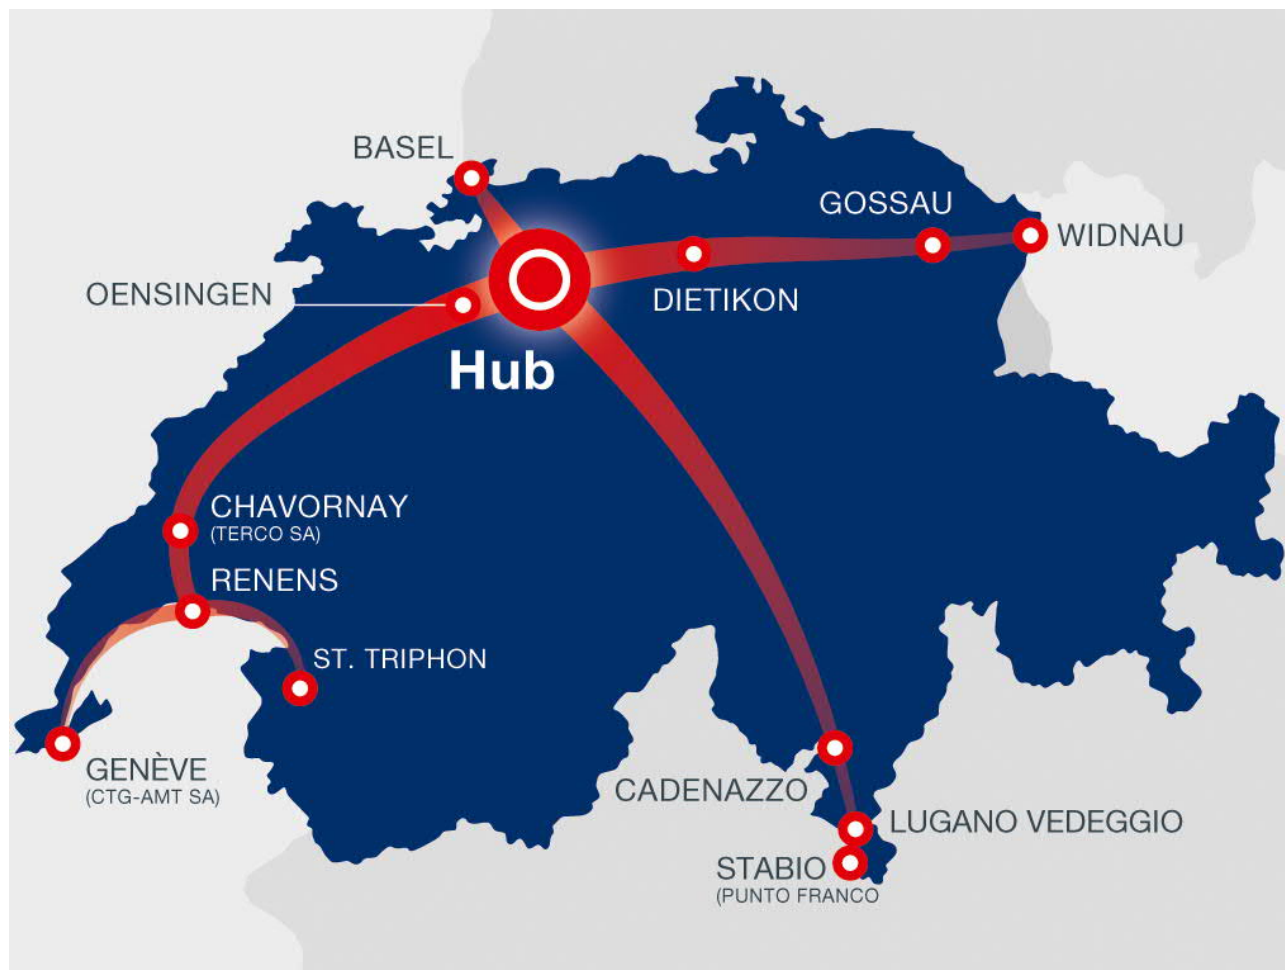 BASEL
GOSSAU
WIDNAU
OENSINGEN
DIETIKON
Hub
CHAVORNAY
(TERCO SA)
RENENS
ST. TRIPHON
GENÈVE
(CTG-AMT SA)
CADENAZZO
LUGANO VEDEGGIO
STABIO
(PUNTO FRANCO